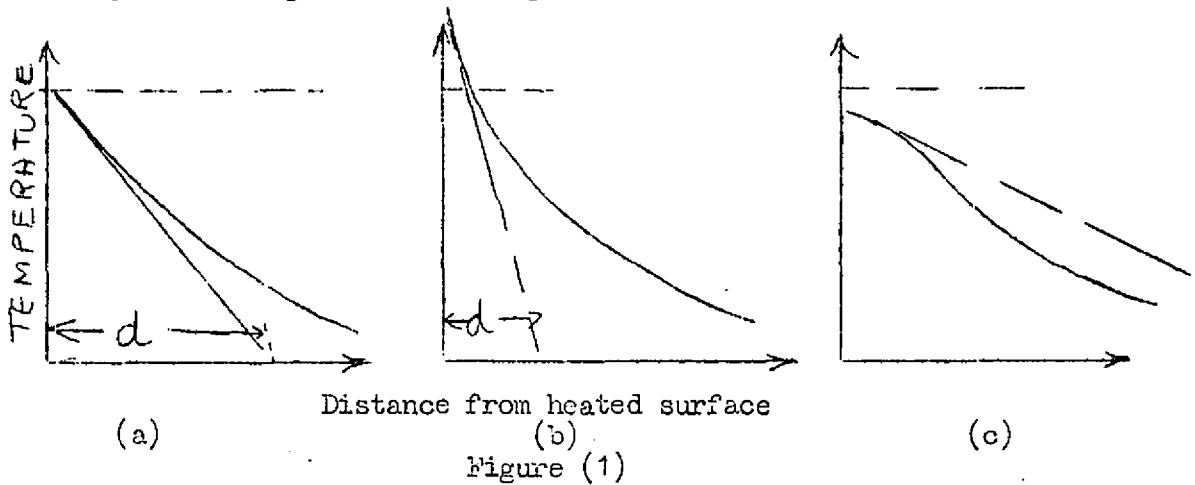 TEMPERATURE
d
d
Distance from heated surface
(a)
(b)
(c)
Figure (1)